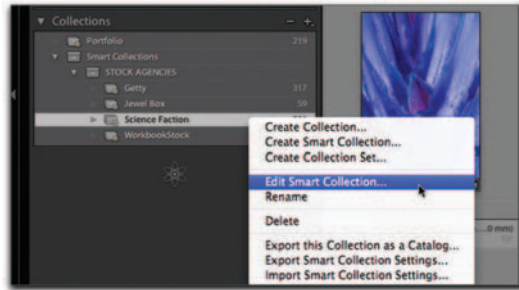 Collections
Portfolio 219
Smart Collections
STOCK AGENCIES
Getty 317
Jewel Box 59
Science Faction
WorkbookStock
Create Collection...
Create Smart Collection...
Create Collection Set...
Edit Smart Collection...
Rename
Delete
Export this Collection as a Catalog...
Export Smart Collection Settings...
Import Smart Collection Settings...
0 mm)